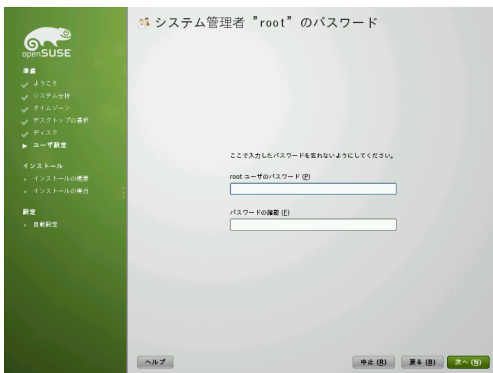 openSUSE
準備
ようこそ
システム分析
タイムゾーン
デスクトップの選択
ディスク
ユーザ設定
インストール
インストールの概要
インストールの実行
設定
自動設定
システム管理者 "root" のパスワード
ここで入力したパスワードを忘れないようにしてください。
root ユーザのパスワード (P)
パスワードの確認 (F)
ヘルプ
中止 (R)
戻る (B)
次へ (N)